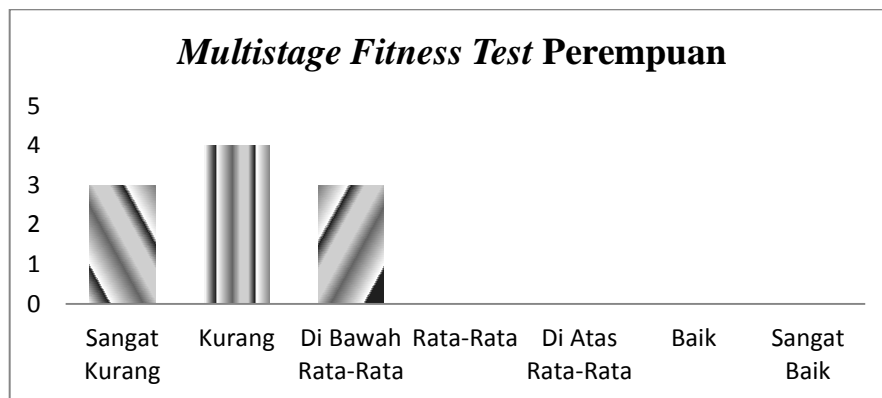 Multistage Fitness Test Perempuan
5
4
3
2
1
0
Sangat Kurang
Kurang
Di Bawah Rata-Rata
Rata-Rata
Di Atas Rata-Rata
Baik
Sangat Baik